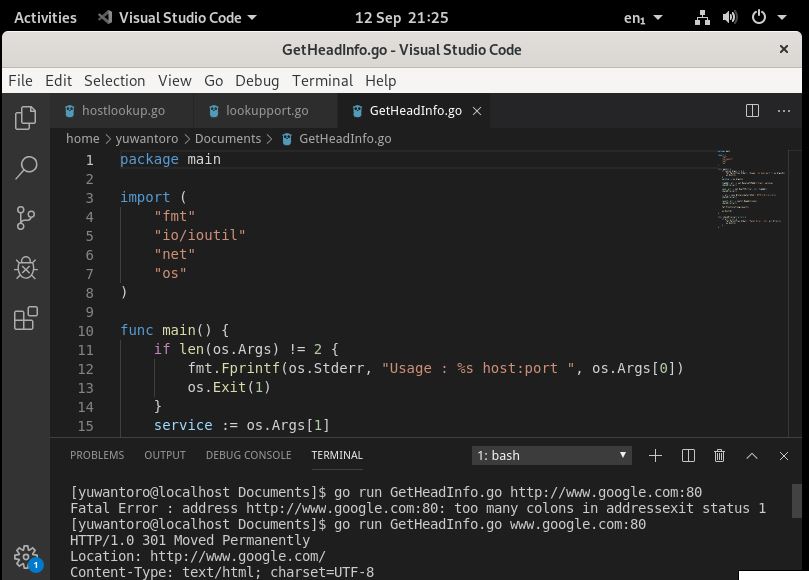 Activities Visual Studio Code 12 Sep 21:25 en₁
GetHeadInfo.go - Visual Studio Code ×
File Edit Selection View Go Debug Terminal Help
hostlookup.go lookupport.go GetHeadInfo.go ×
home > yuwantoro > Documents > GetHeadInfo.go
1 package main
2
3 import (
4 "fmt"
5 "io/ioutil"
6 "net"
7 "os"
8 )
9
10 func main() {
11 if len(os.Args) != 2 {
12 fmt.Fprintf(os.Stderr, "Usage : %s host:port ", os.Args[0])
13 os.Exit(1)
14 }
15 service := os.Args[1]
PROBLEMS OUTPUT DEBUG CONSOLE TERMINAL 1: bash
[yuwantoro@localhost Documents]$ go run GetHeadInfo.go http://www.google.com:80
Fatal Error : address http://www.google.com:80: too many colons in addressexit status 1
[yuwantoro@localhost Documents]$ go run GetHeadInfo.go www.google.com:80
HTTP/1.0 301 Moved Permanently
Location: http://www.google.com/
Content-Type: text/html; charset=UTF-8
1